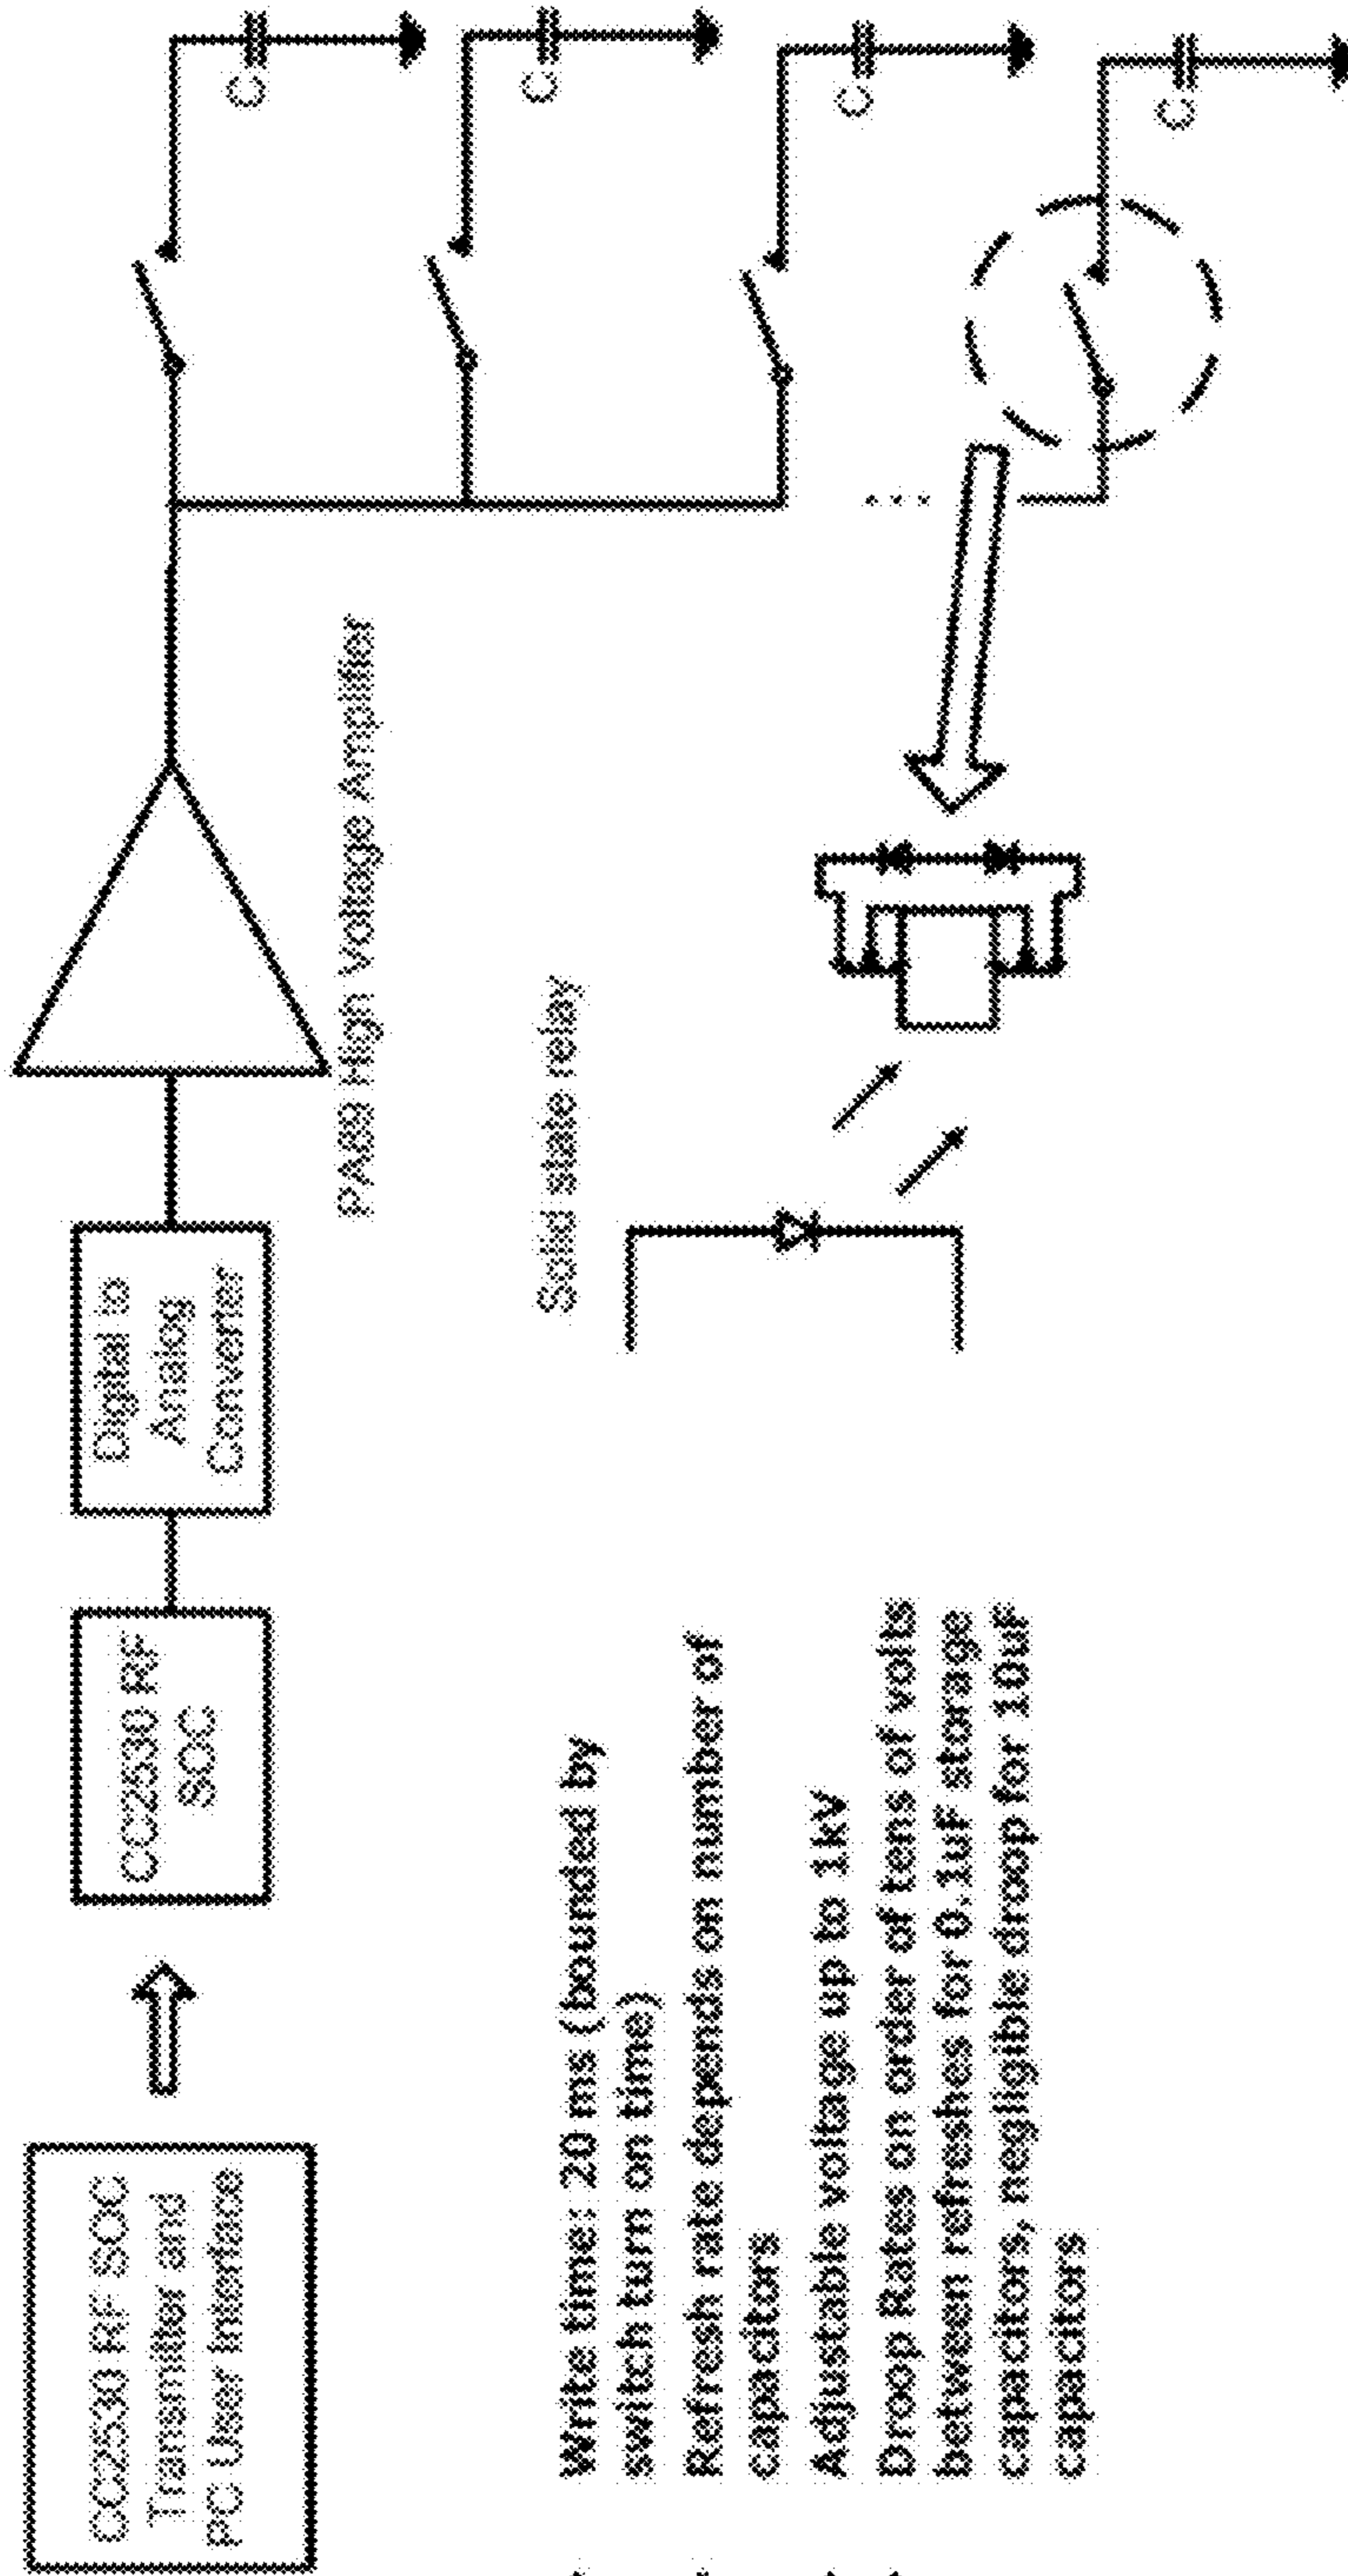 CC2530 RF SOC
Transmitter and
PC User Interface
CC2530 RF
SOC
Digital to
Analog
Converter
PA89 High Voltage Amplifier
C
C
C
C
Solid state relay
Write time: 20 ms (bounded by
switch turn on time)
Refresh rate depends on number of
capacitors
Adjustable voltage up to 1kV
Droop Rates on order of tens of volts
between refreshes for 0.1uF storage
capacitors, negligible droop for 10uF
capacitors